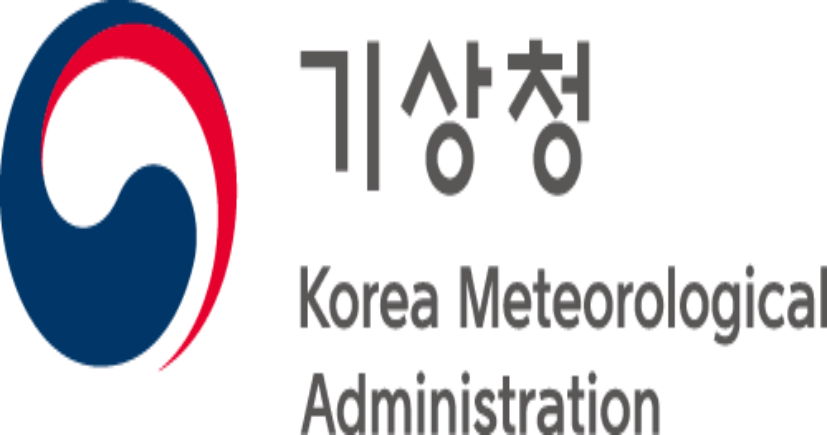 기상청
Korea Meteorological
Administration